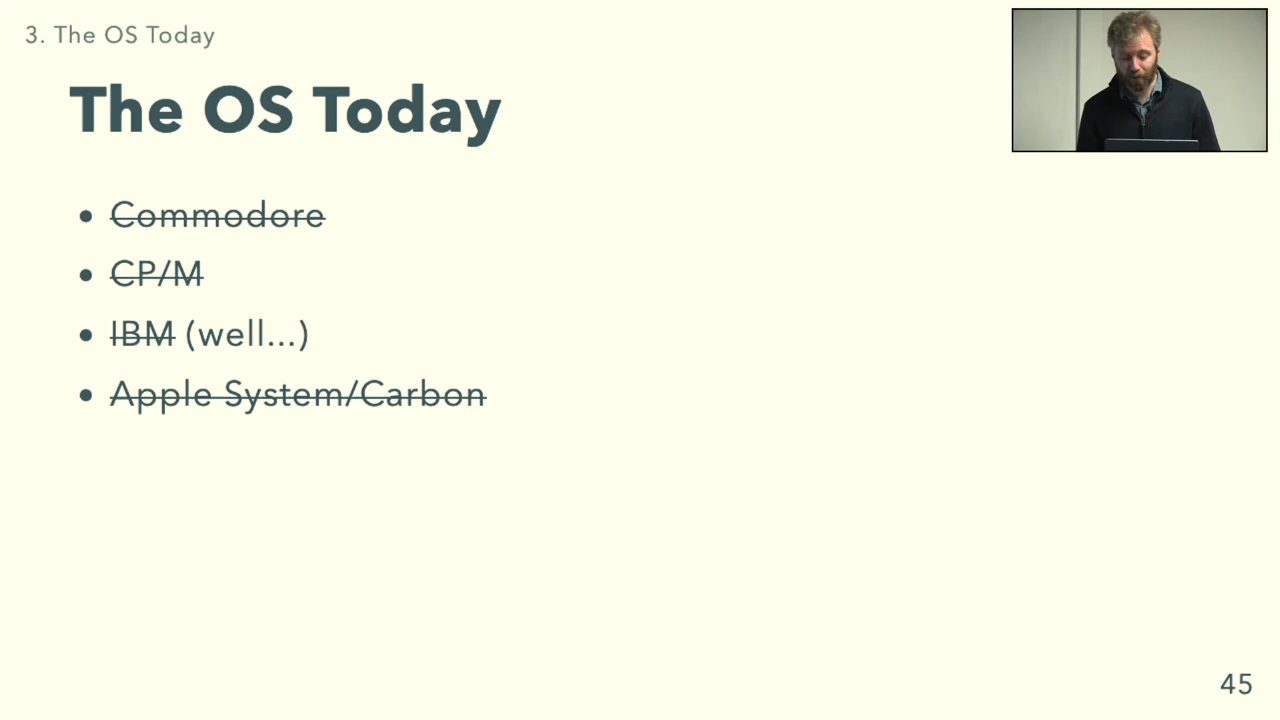 3. The OS Today
The OS Today
• Commodore
• CP/M
• IBM (well...)
• Apple System/Carbon
45